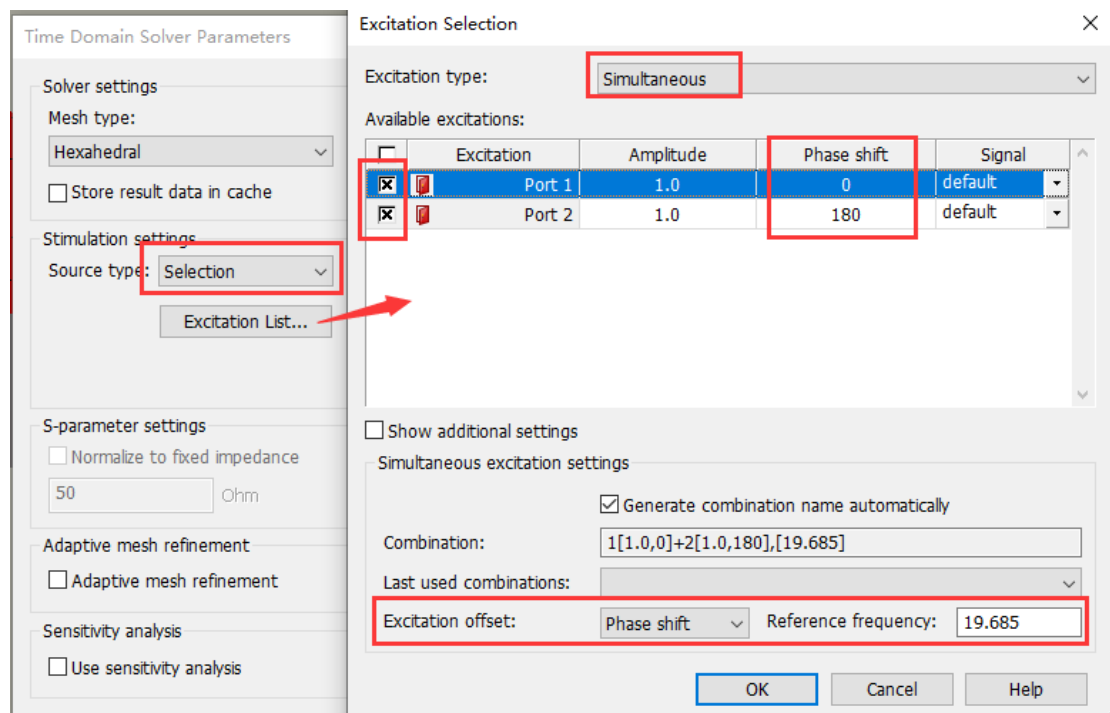 Time Domain Solver Parameters
Solver settings
Mesh type:
Hexahedral
Store result data in cache
Stimulation settings
Source type: Selection
Excitation List...
S-parameter settings
Normalize to fixed impedance
50 Ohm
Adaptive mesh refinement
Adaptive mesh refinement
Sensitivity analysis
Use sensitivity analysis
Excitation Selection
Excitation type: Simultaneous
Available excitations:
Excitation Amplitude Phase shift Signal
Port 1 1.0 0 default
Port 2 1.0 180 default
Show additional settings
Simultaneous excitation settings
Generate combination name automatically
Combination: 1[1.0,0]+2[1.0,180],[19.685]
Last used combinations:
Excitation offset: Phase shift Reference frequency: 19.685
OK Cancel Help